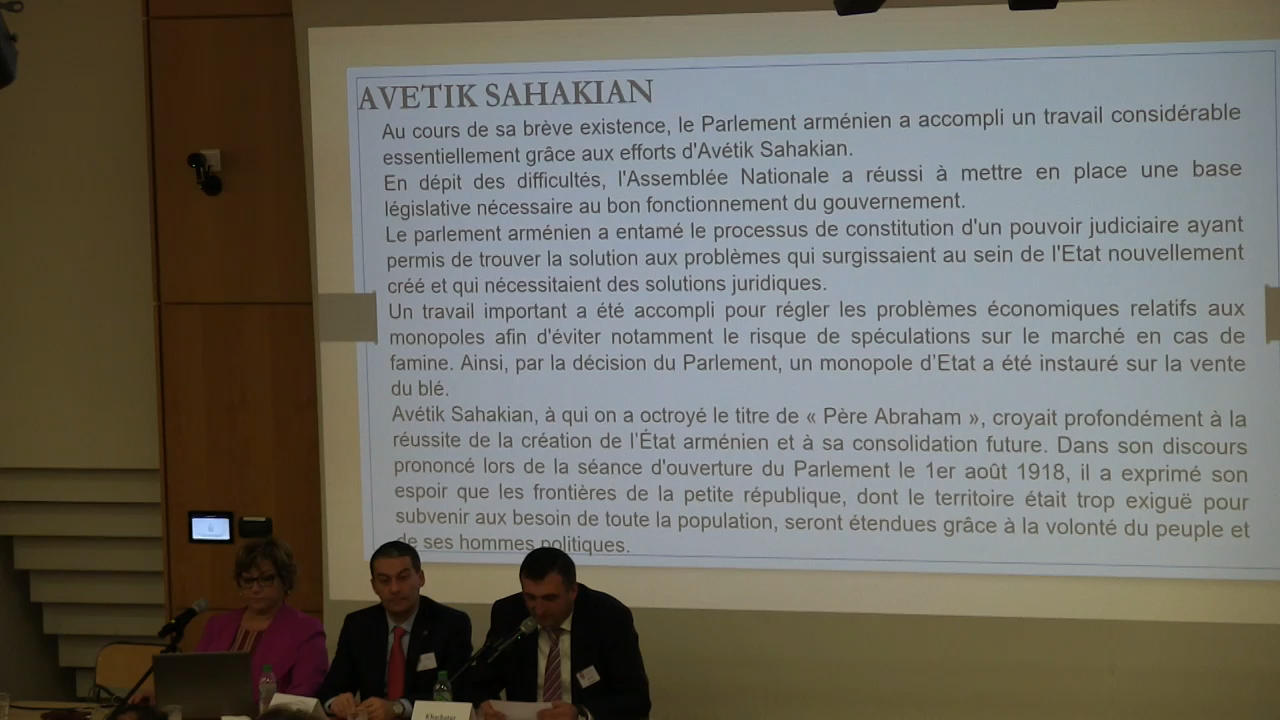 AVETIK SAHAKIAN
Au cours de sa brève existence, le Parlement arménien a accompli un travail considérable
essentiellement grâce aux efforts d'Avétik Sahakian.
En dépit des difficultés, l'Assemblée Nationale a réussi à mettre en place une base
législative nécessaire au bon fonctionnement du gouvernement.
Le parlement arménien a entamé le processus de constitution d'un pouvoir judiciaire ayant
permis de trouver la solution aux problèmes qui surgissaient au sein de l'Etat nouvellement
créé et qui nécessitaient des solutions juridiques.
Un travail important a été accompli pour régler les problèmes économiques relatifs aux
monopoles afin d'éviter notamment le risque de spéculations sur le marché en cas de
famine. Ainsi, par la décision du Parlement, un monopole d'Etat a été instauré sur la vente
du blé.
Avétik Sahakian, à qui on a octroyé le titre de « Père Abraham », croyait profondément à la
réussite de la création de l'État arménien et à sa consolidation future. Dans son discours
prononcé lors de la séance d'ouverture du Parlement le 1er août 1918, il a exprimé son
espoir que les frontières de la petite république, dont le territoire était trop exiguë pour
subvenir aux besoin de toute la population, seront étendues grâce à la volonté du peuple et
de ses hommes politiques.